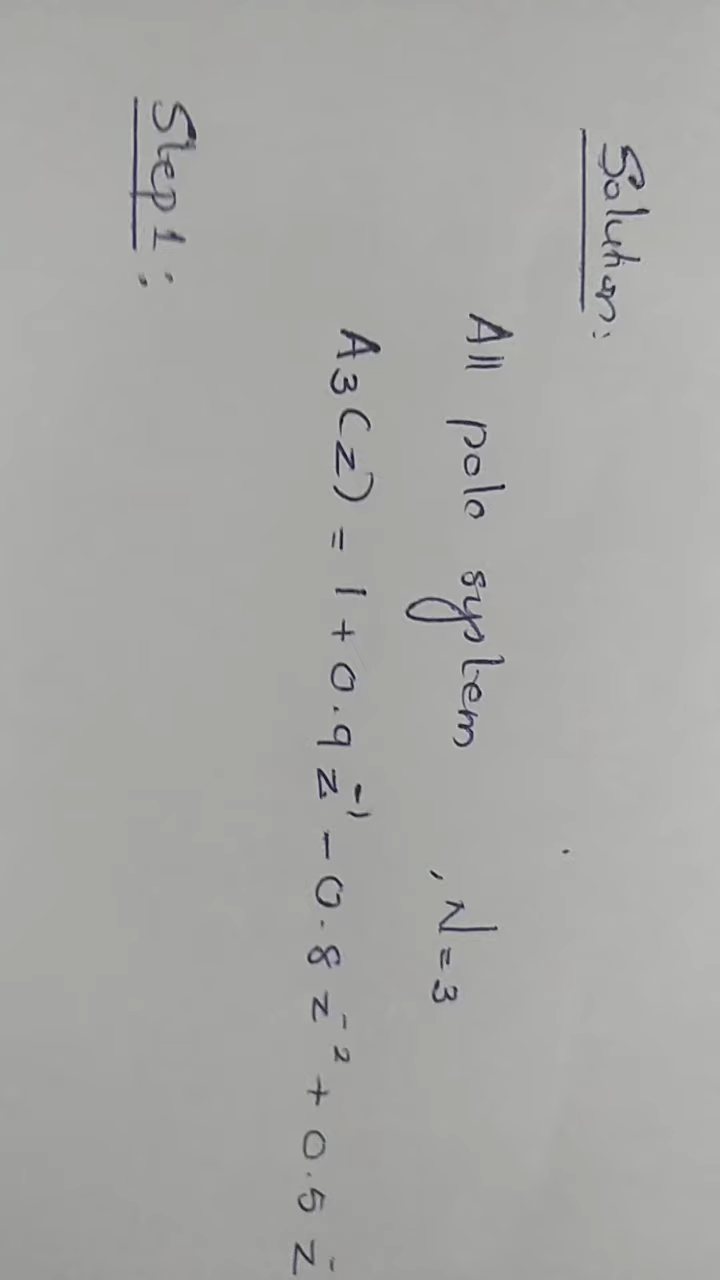 Solution:
All pole system , N=3
A₃(z) = 1 + 0.9 z⁻¹ - 0.8 z⁻² + 0.5 z⁻
Step 1: